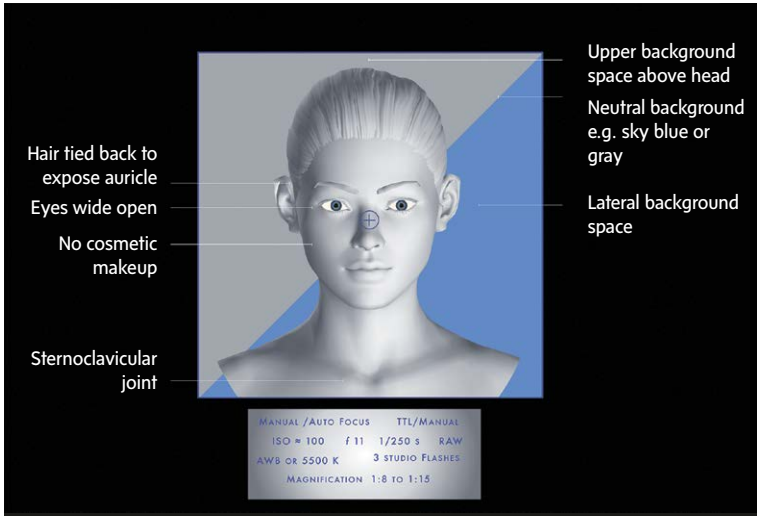 Upper background
space above head
Neutral background
e.g. sky blue or
gray
Hair tied back to
expose auricle
Eyes wide open
Lateral background
space
No cosmetic
makeup
Sternoclavicular
joint
MANUAL /AUTO FOCUS TTL/MANUAL
ISO ≈ 100 f 11 1/250 s RAW
AWB OR 5500 K 3 STUDIO FLASHES
MAGNIFICATION 1:8 TO 1:15